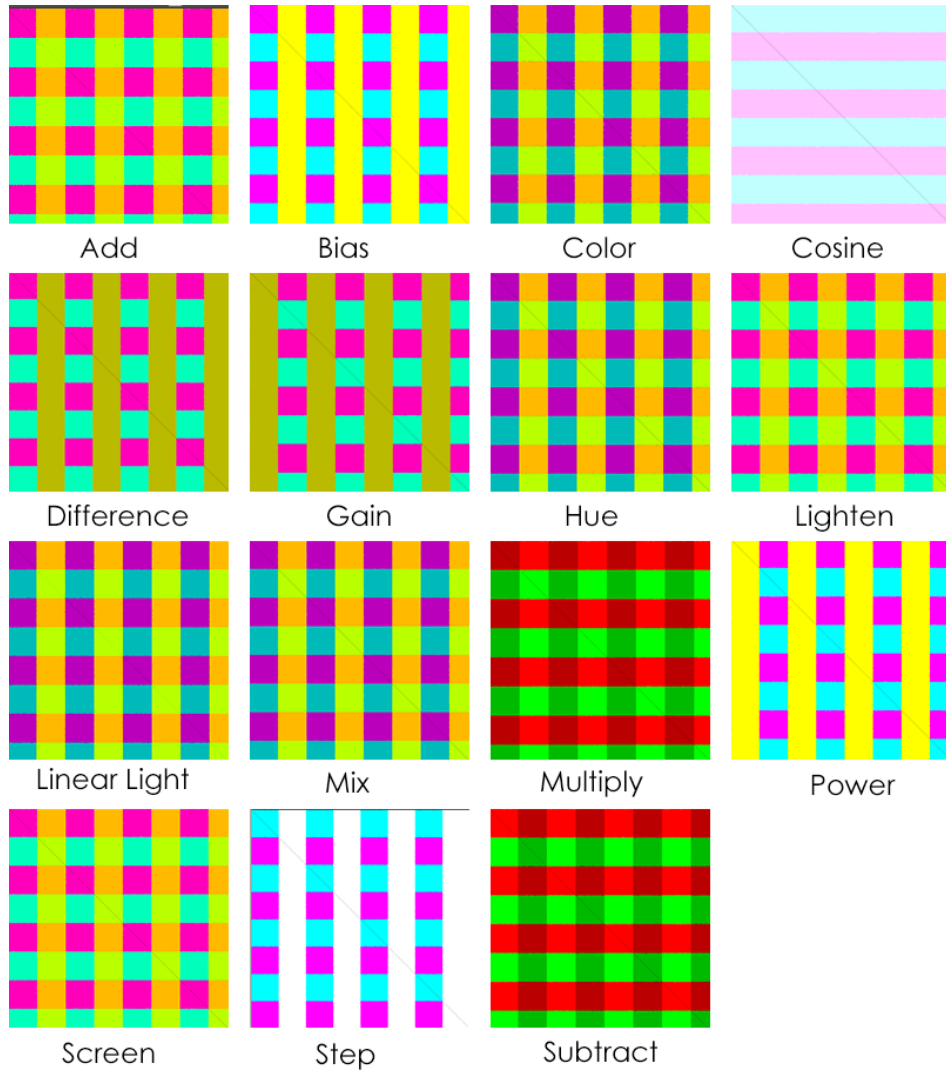 Add
Bias
Color
Cosine
Difference
Gain
Hue
Lighten
Linear Light
Mix
Multiply
Power
Screen
Step
Subtract